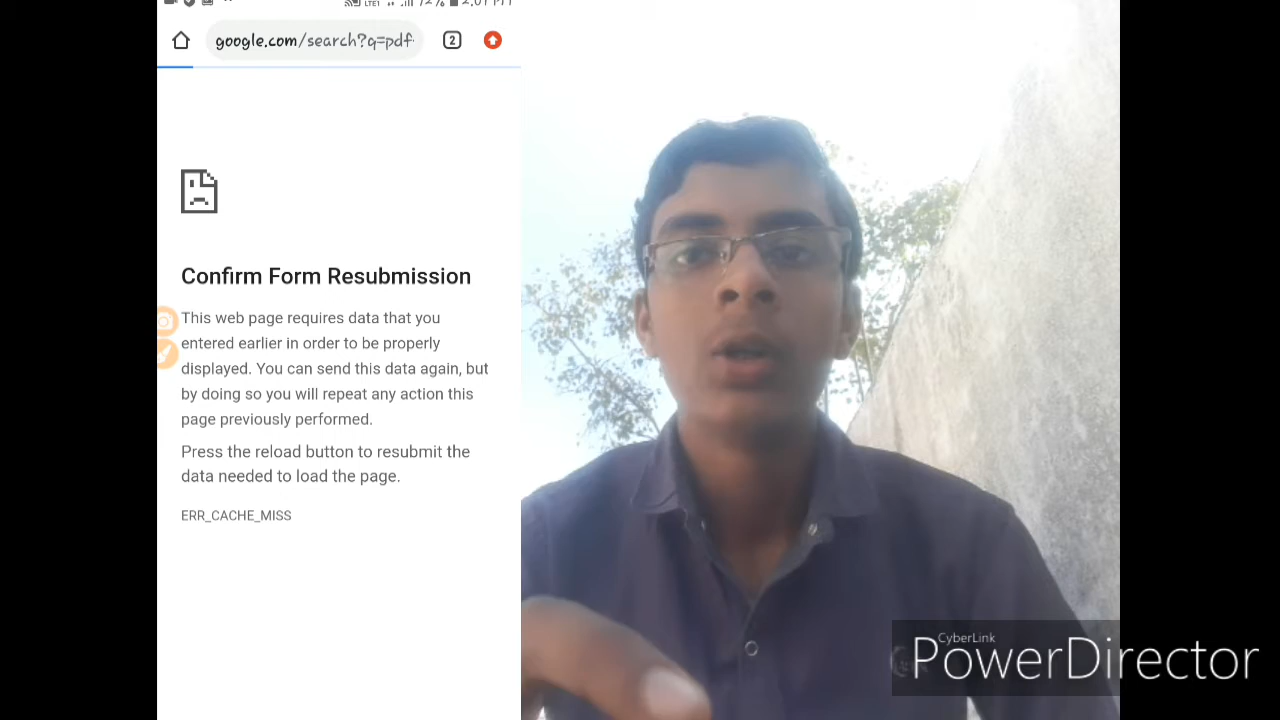 google.com/search?q=pdf
2
Confirm Form Resubmission
This web page requires data that you
entered earlier in order to be properly
displayed. You can send this data again, but
by doing so you will repeat any action this
page previously performed.
Press the reload button to resubmit the
data needed to load the page.
ERR_CACHE_MISS
CyberLink
PowerDirector